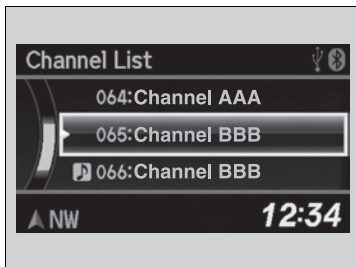 Channel List
064:Channel AAA
065:Channel BBB
066:Channel BBB
NW
12:34